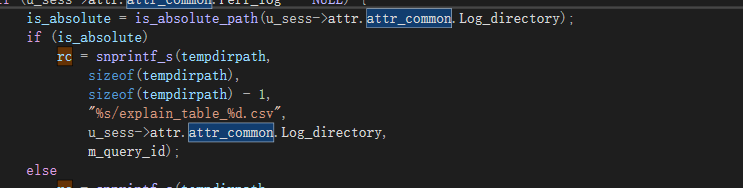 is_absolute = is_absolute_path(u_sess->attr.attr_common.Log_directory);
if (is_absolute)
rc = snprintf_s(tempdirpath,
sizeof(tempdirpath),
sizeof(tempdirpath) - 1,
"%s/explain_table_%d.csv",
u_sess->attr.attr_common.Log_directory,
m_query_id);
else